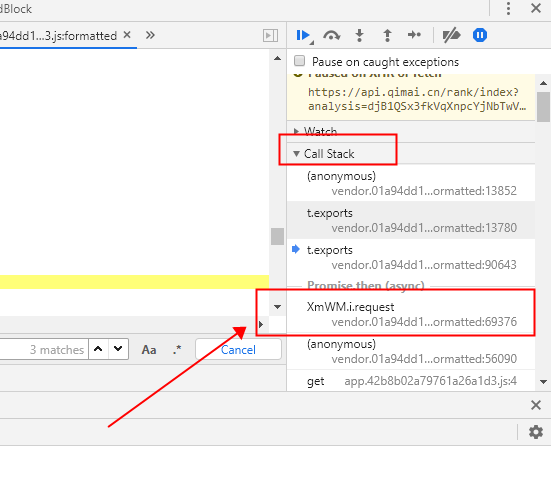 dBlock
a94dd1...3.js:formatted
Pause on caught exceptions
Paused on XHR or fetch
https://api.qimai.cn/rank/index?
analysis=djB1QSx3fkVqXnpcYjNbTwV…
Watch
Call Stack
(anonymous)
vendor.01a94dd1...ormatted:13852
t.exports
vendor.01a94dd1...ormatted:13780
t.exports
vendor.01a94dd1...ormatted:90643
Promise then (async)
XmWM.i.request
vendor.01a94dd1...ormatted:69376
(anonymous)
vendor.01a94dd1...ormatted:56090
get app.42b8b02a79761a26a1d3.js:4
3 matches Aa .* Cancel